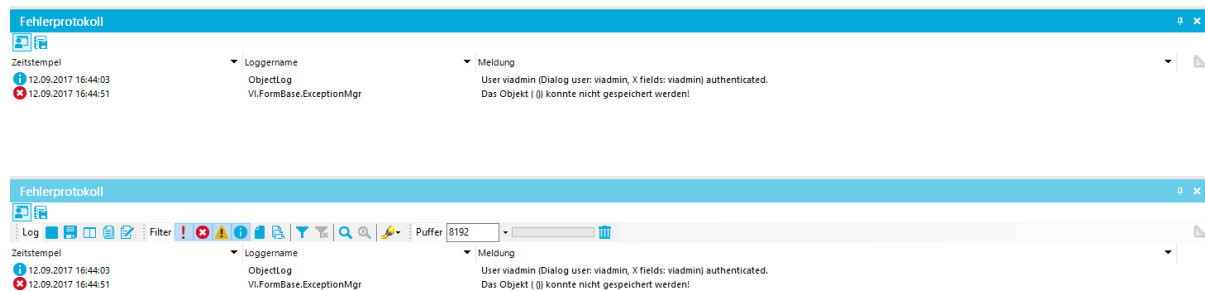 Fehlerprotokoll
Zeitstempel Loggername Meldung
12.09.2017 16:44:03 ObjectLog User viadmin (Dialog user: viadmin, X fields: viadmin) authenticated.
12.09.2017 16:44:51 VI.FormBase.ExceptionMgr Das Objekt ( ()) konnte nicht gespeichert werden!
Fehlerprotokoll
Log Filter Puffer 8192
Zeitstempel Loggername Meldung
12.09.2017 16:44:03 ObjectLog User viadmin (Dialog user: viadmin, X fields: viadmin) authenticated.
12.09.2017 16:44:51 VI.FormBase.ExceptionMgr Das Objekt ( ()) konnte nicht gespeichert werden!